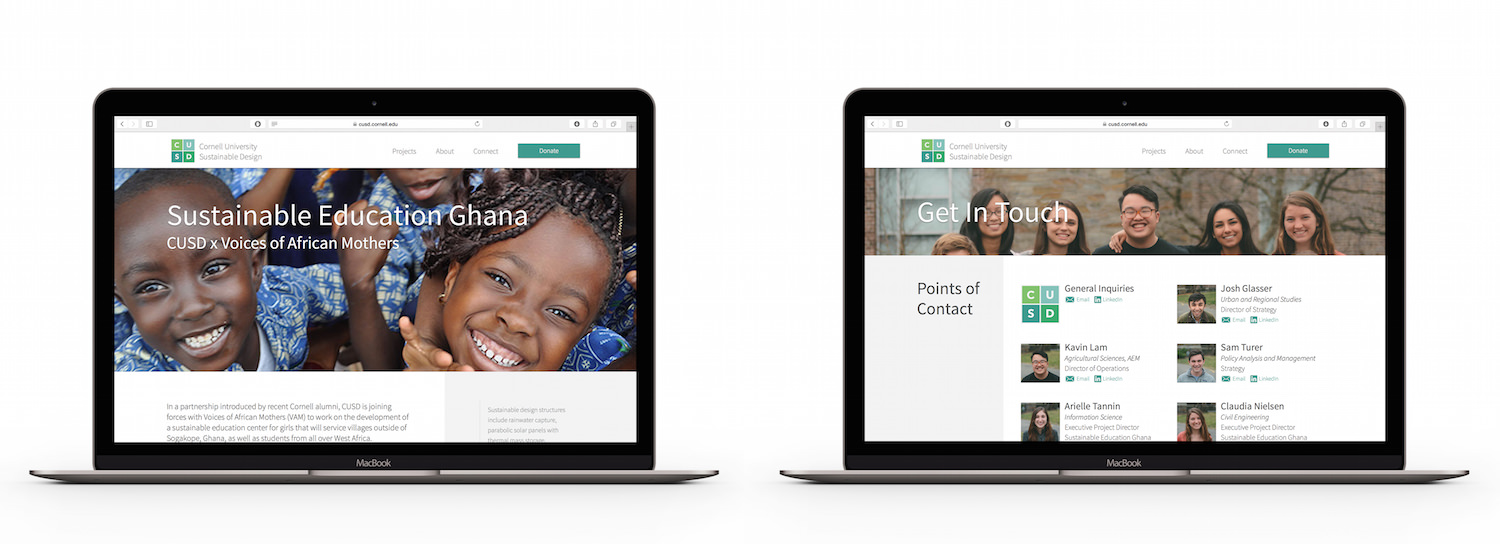 cusd.cornell.edu
C U
S D
Cornell University
Sustainable Design
Projects
About
Connect
Donate
Sustainable Education Ghana
CUSD x Voices of African Mothers
In a partnership introduced by recent Cornell alumni, CUSD is joining
forces with Voices of African Mothers (VAM) to work on the development of
a sustainable education center for girls that will service villages outside of
Sogakope, Ghana, as well as students from all over West Africa.
Sustainable design structures
include rainwater capture,
parabolic solar panels with
thermal mass storage,
MacBook
cusd.cornell.edu
C U
S D
Cornell University
Sustainable Design
Projects
About
Connect
Donate
Get In Touch
Points of
Contact
C U
S D
General Inquiries
Email LinkedIn
Josh Glasser
Urban and Regional Studies
Director of Strategy
Email LinkedIn
Kavin Lam
Agricultural Sciences, AEM
Director of Operations
Email LinkedIn
Sam Turer
Policy Analysis and Management
Strategy
Email LinkedIn
Arielle Tannin
Information Science
Executive Project Director
Sustainable Education Ghana
Claudia Nielsen
Civil Engineering
Executive Project Director
Sustainable Education Ghana
MacBook